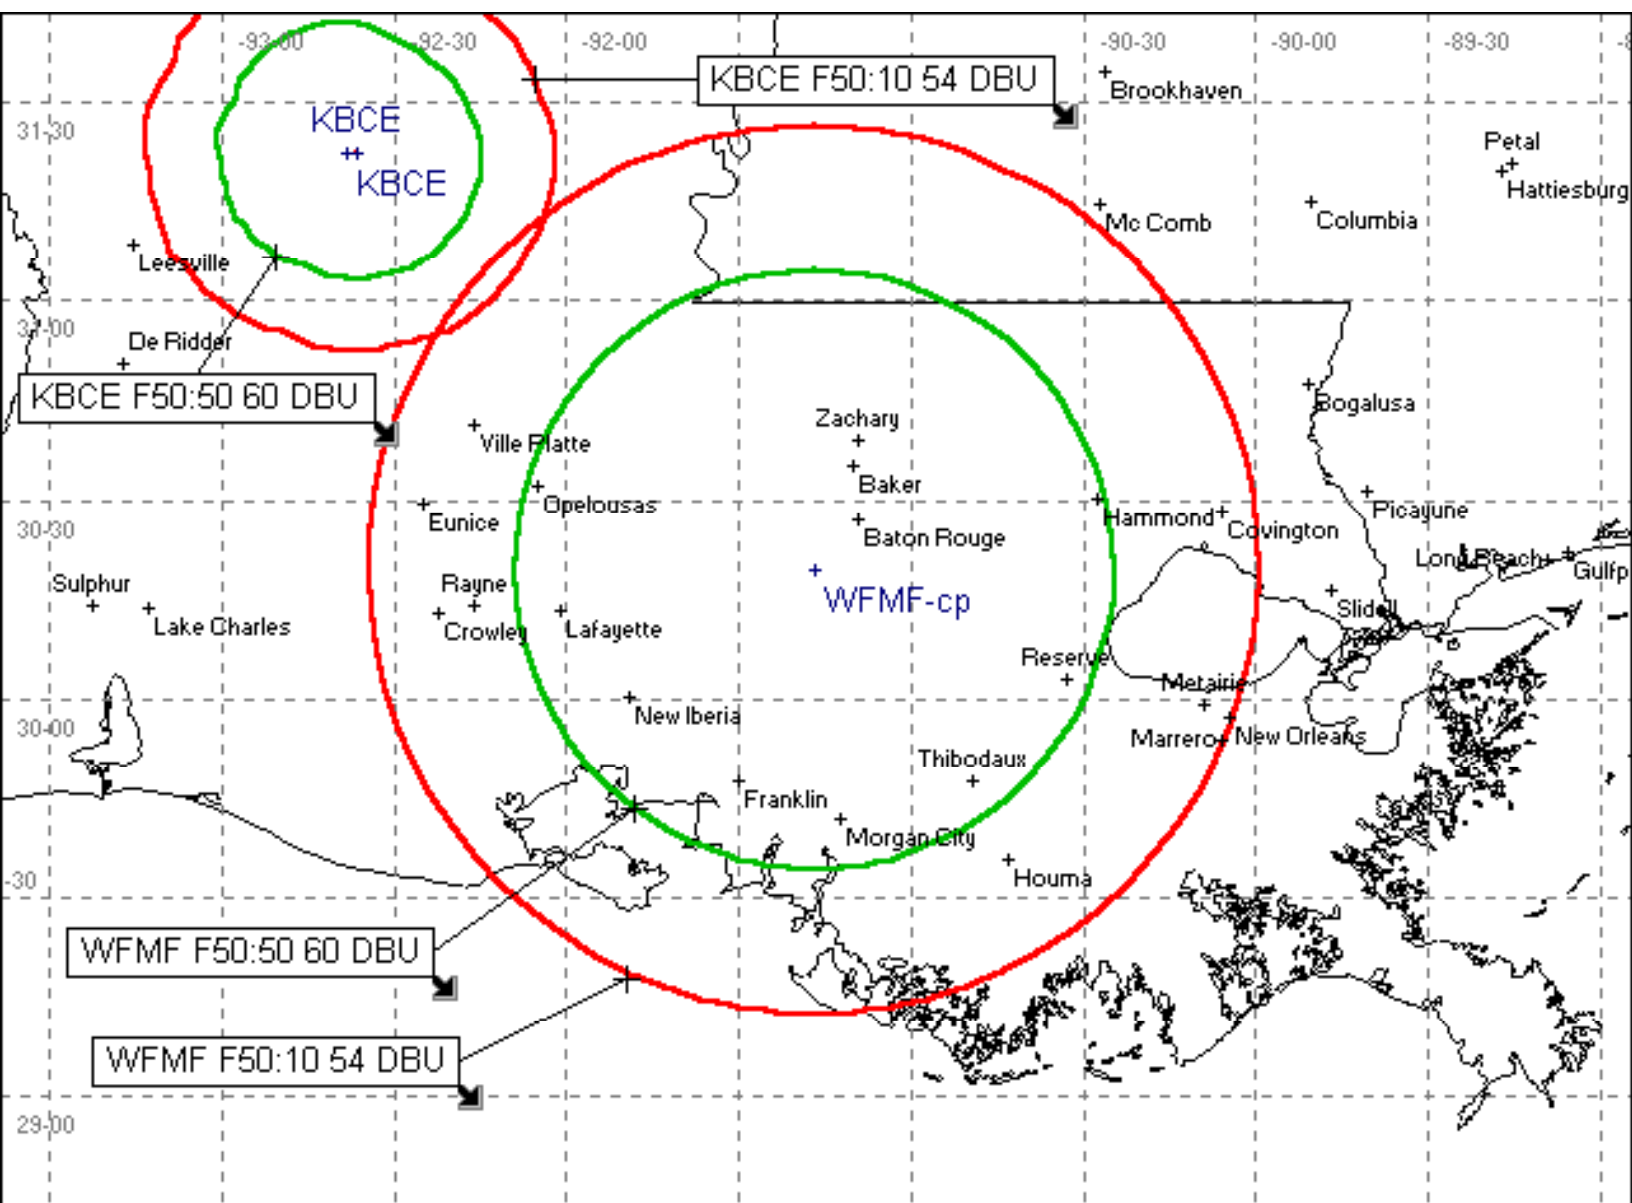 -93-00
-92-30
-92-00
-90-30
-90-00
-89-30
KBCE F50:10 54 DBU
Brookhaven
31-30
KBCE
KBCE
Petal
Hattiesburg
Mc Comb
Columbia
Leesville
31-00
De Ridder
KBCE F50:50 60 DBU
Bogalusa
Zachary
Ville Platte
Baker
Opelousas
Eunice
Hammond
Picayune
30-30
Baton Rouge
Covington
Long Beach
Gulfp
Sulphur
Rayne
WFMF-cp
Slidell
Lake Charles
Crowley
Lafayette
Reserve
Metairie
New Iberia
30-00
Marrero
New Orleans
Thibodaux
Franklin
Morgan City
-30
Houma
WFMF F50:50 60 DBU
WFMF F50:10 54 DBU
29-00